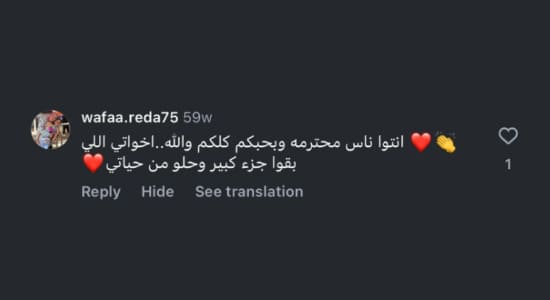 wafaa.reda75 59w
انتوا ناس محترمه وبحبكم كلكم والله..اخواتي اللي ❤️👏
بقوا جزء كبير وحلو من حياتي❤️
1
Reply Hide See translation